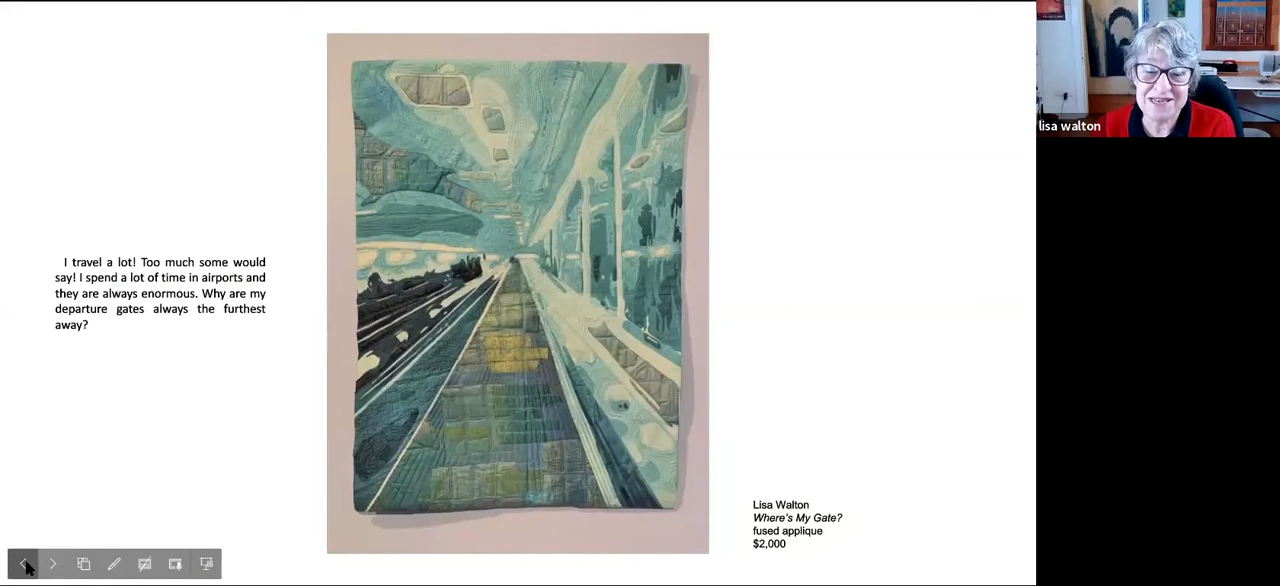 I travel a lot! Too much some would
say! I spend a lot of time in airports and
they are always enormous. Why are my
departure gates always the furthest
away?
Lisa Walton
Where's My Gate?
fused applique
$2,000
lisa walton